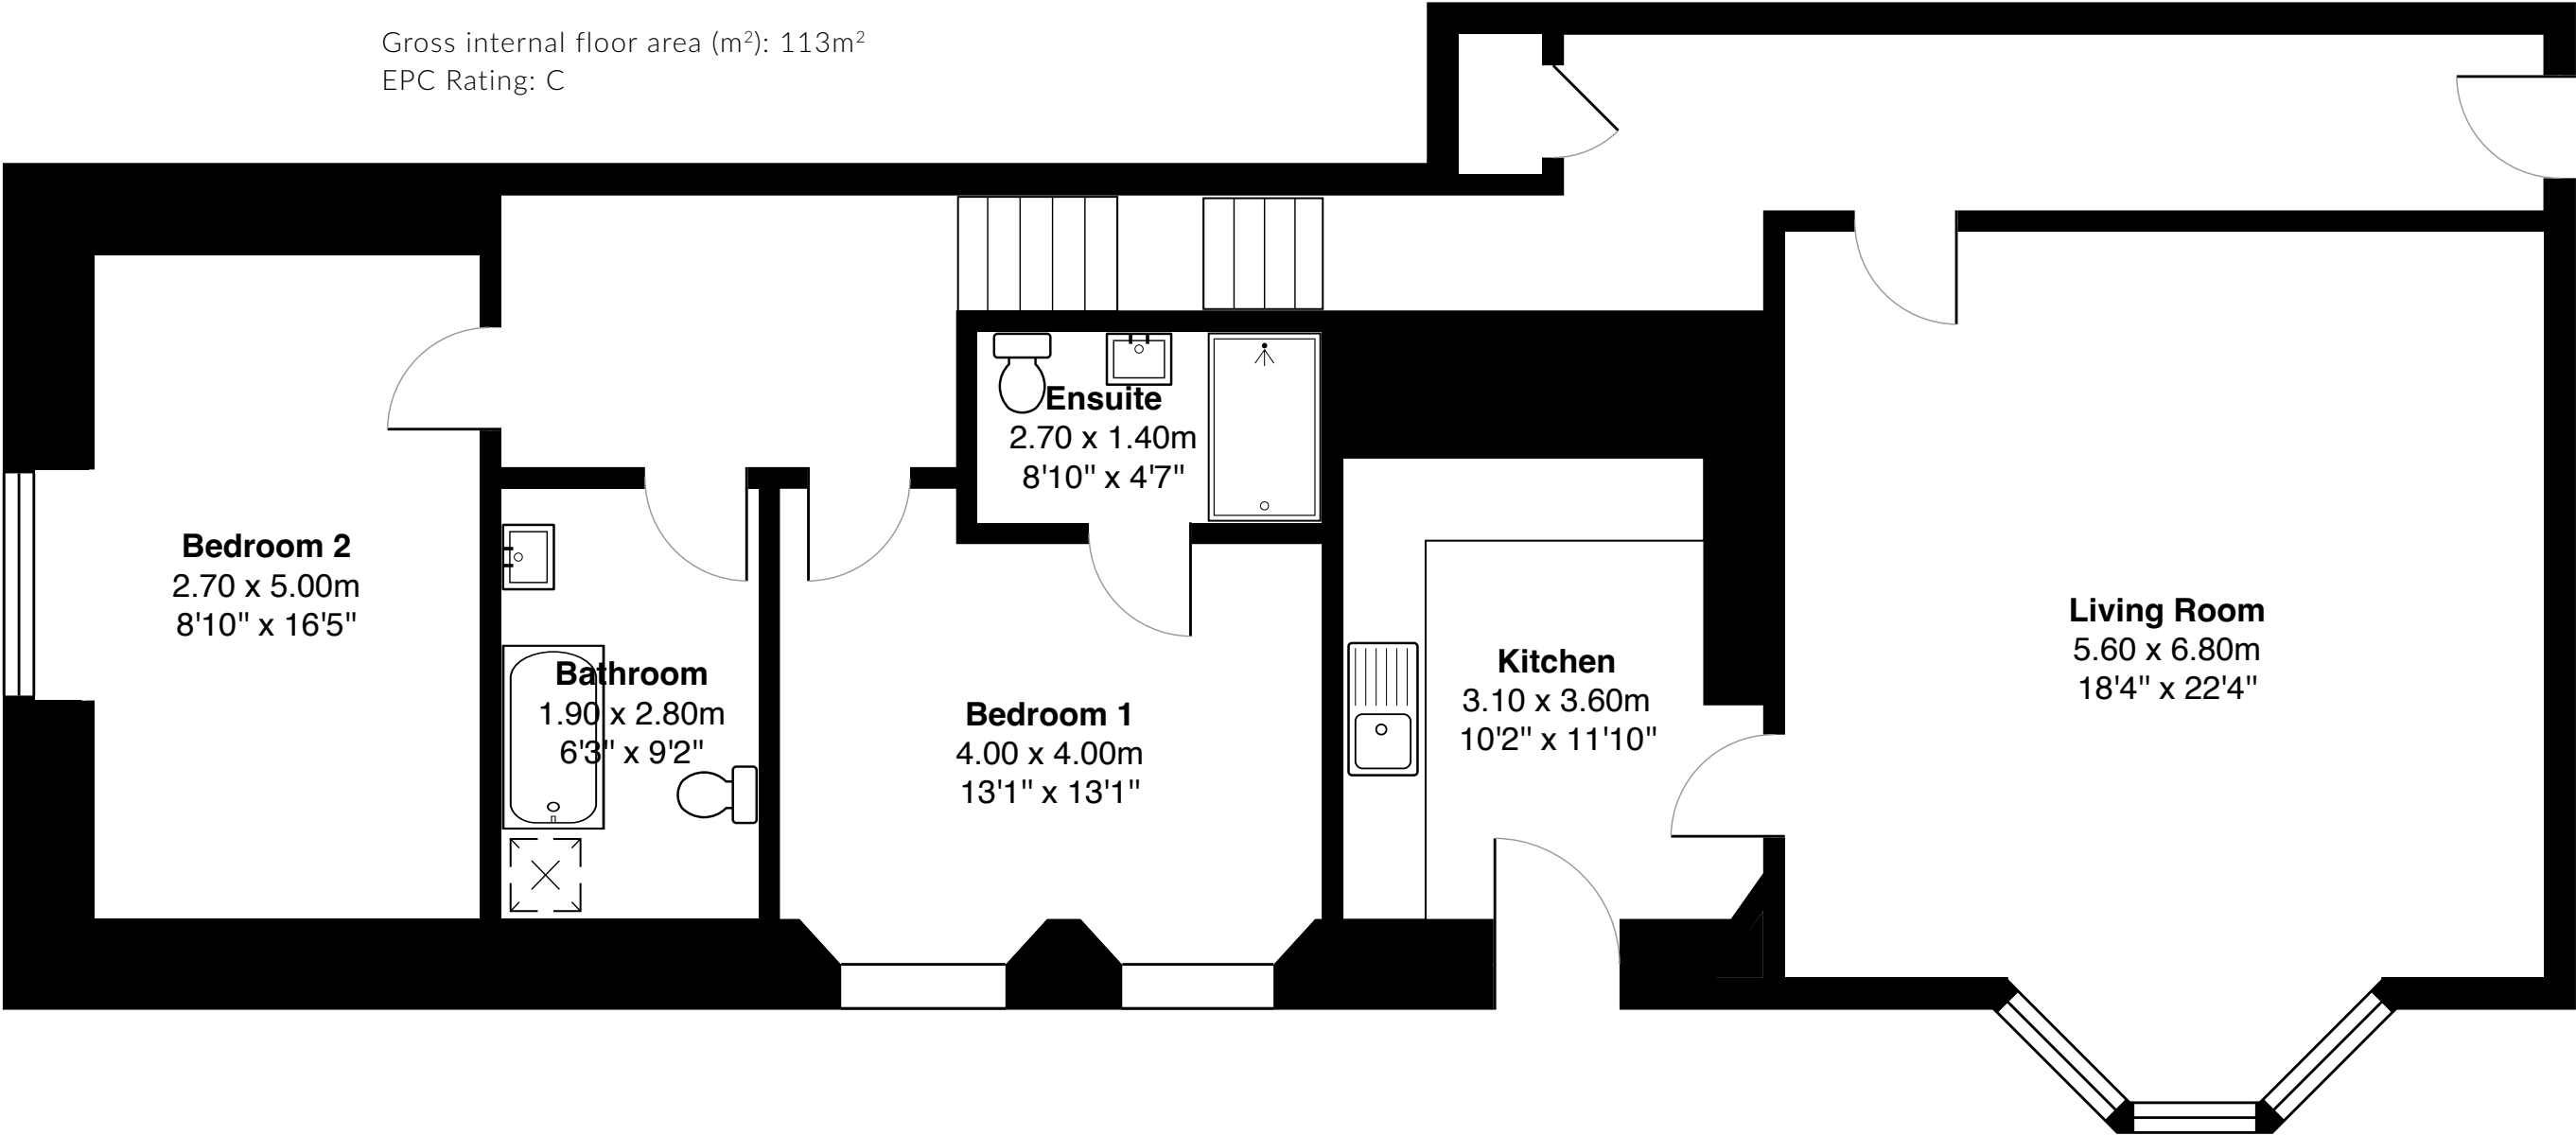 Gross internal floor area (m²): 113m²
EPC Rating: C
Ensuite
2.70 x 1.40m
8'10" x 4'7"
Bedroom 2
2.70 x 5.00m
8'10" x 16'5"
Bathroom
1.90 x 2.80m
6'3" x 9'2"
Bedroom 1
4.00 x 4.00m
13'1" x 13'1"
Kitchen
3.10 x 3.60m
10'2" x 11'10"
Living Room
5.60 x 6.80m
18'4" x 22'4"